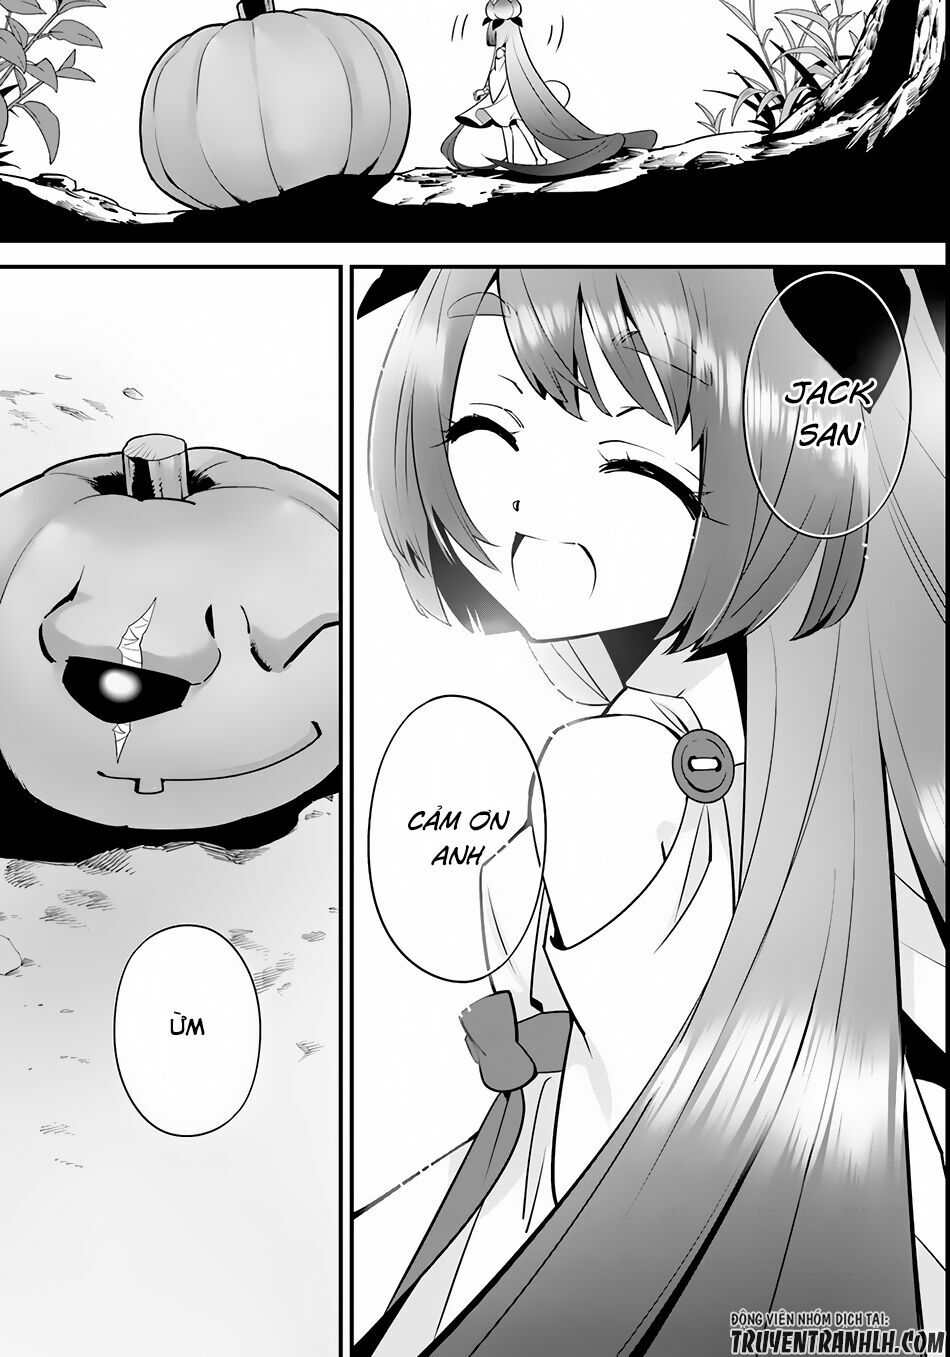 JACK
SAN
CẢM ƠN
ANH
ỪM
ĐỘNG VIÊN NHÓM DỊCH TẠI:
TRUYENTRANHLH.COM